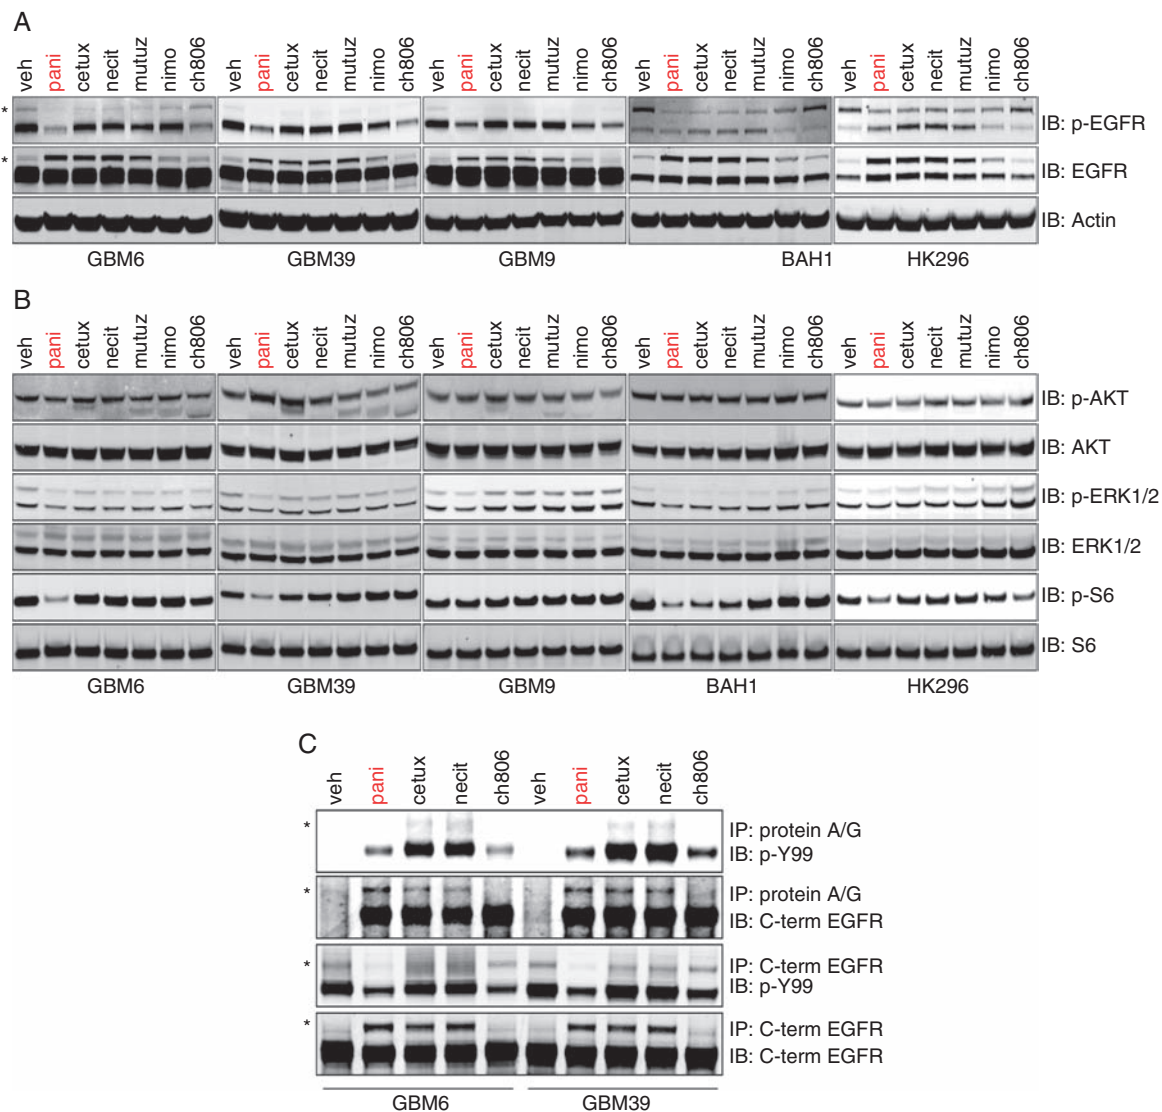 A
veh pani cetux necit mutuz nimo ch806 veh pani cetux necit mutuz nimo ch806 veh pani cetux necit mutuz nimo ch806 veh pani cetux necit mutuz nimo ch806 veh pani cetux necit mutuz nimo ch806
* IB: p-EGFR
* IB: EGFR
IB: Actin
GBM6 GBM39 GBM9 BAH1 HK296
B
veh pani cetux necit mutuz nimo ch806 veh pani cetux necit mutuz nimo ch806 veh pani cetux necit mutuz nimo ch806 veh pani cetux necit mutuz nimo ch806 veh pani cetux necit mutuz nimo ch806
IB: p-AKT
IB: AKT
IB: p-ERK1/2
IB: ERK1/2
IB: p-S6
IB: S6
GBM6 GBM39 GBM9 BAH1 HK296
C
veh pani cetux necit ch806 veh pani cetux necit ch806
* IP: protein A/G
IB: p-Y99
* IP: protein A/G
IB: C-term EGFR
* IP: C-term EGFR
IB: p-Y99
* IP: C-term EGFR
IB: C-term EGFR
GBM6 GBM39